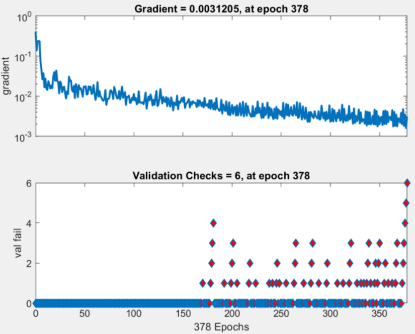 Gradient = 0.0031205, at epoch 378
10^0
10^-1
10^-2
10^-3
gradient
Validation Checks = 6, at epoch 378
6
4
2
0
val fail
0 50 100 150 200 250 300 350
378 Epochs